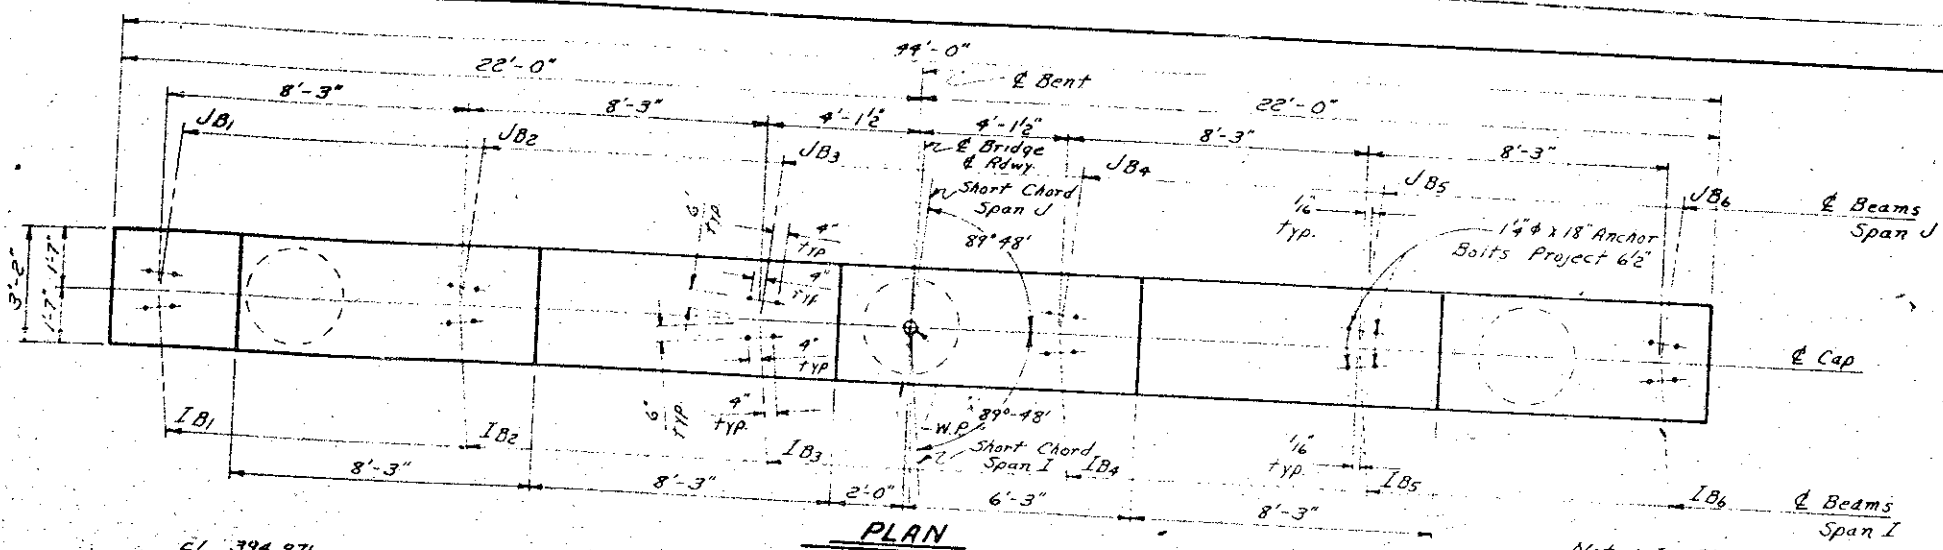 44'-0"
22'-0"
₵ Bent
22'-0"
8'-3"
8'-3"
4'-1½"
4'-1½"
8'-3"
8'-3"
JB1
JB2
JB3
₵ Bridge
₵ Rdwy
JB4
JB5
JB6
₵ Beams
Span J
Short Chord
Span J
6"
typ.
4"
typ
89°48'
1/16"
typ.
1¼"ϕ x 18" Anchor
Bolts Project 6½"
3'-2"
1'-7"
1'-7"
4"
typ
4"
typ
₵ Cap
6"
typ.
4"
typ.
89°-48'
W.P.
Short Chord
Span I
1/16"
typ.
IB1
IB2
IB3
IB4
IB5
IB6
₵ Beams
Span I
8'-3"
8'-3"
2'-0"
6'-3"
8'-3"
PLAN